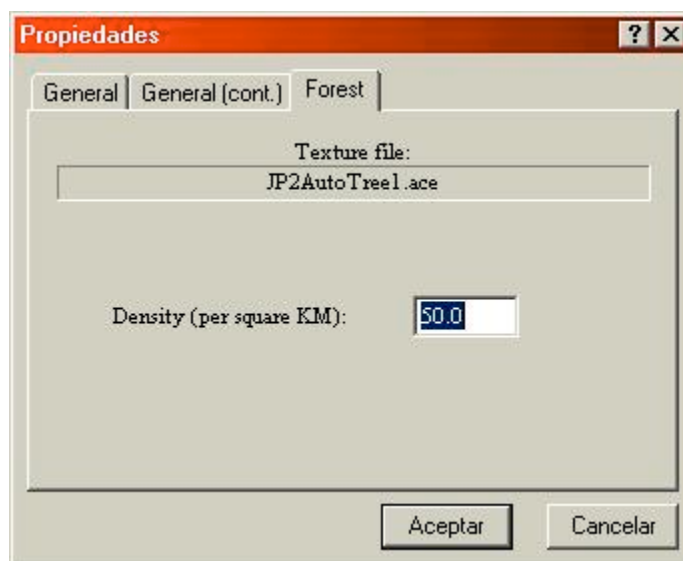 Propiedades
General General (cont.) Forest
Texture file:
JP2AutoTree1.ace
Density (per square KM): 50.0
Aceptar Cancelar